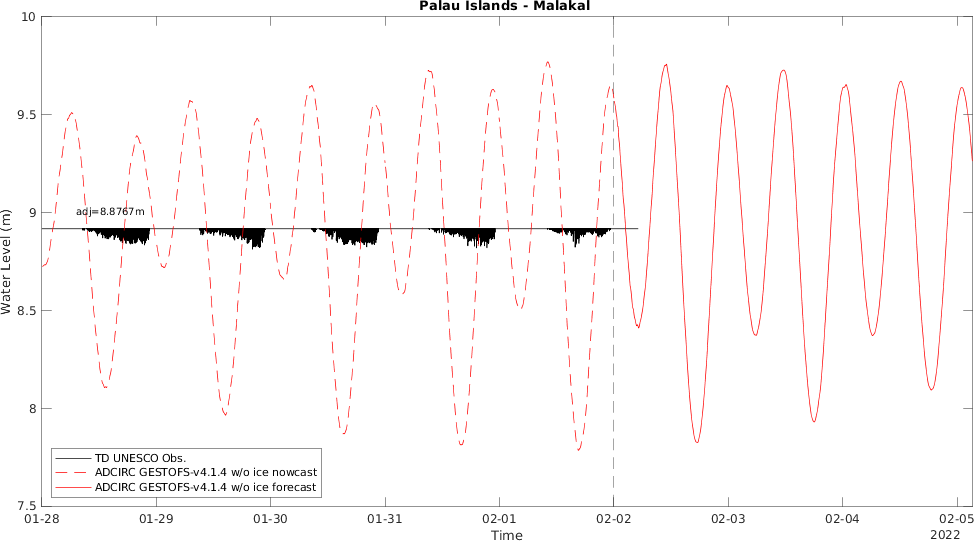 Palau Islands - Malakal
10
9.5
9
8.5
8
7.5
Water Level (m)
adj=8.8767m
TD UNESCO Obs.
ADCIRC GESTOFS-v4.1.4 w/o ice nowcast
ADCIRC GESTOFS-v4.1.4 w/o ice forecast
01-28 01-29 01-30 01-31 02-01 02-02 02-03 02-04 02-05
Time
2022